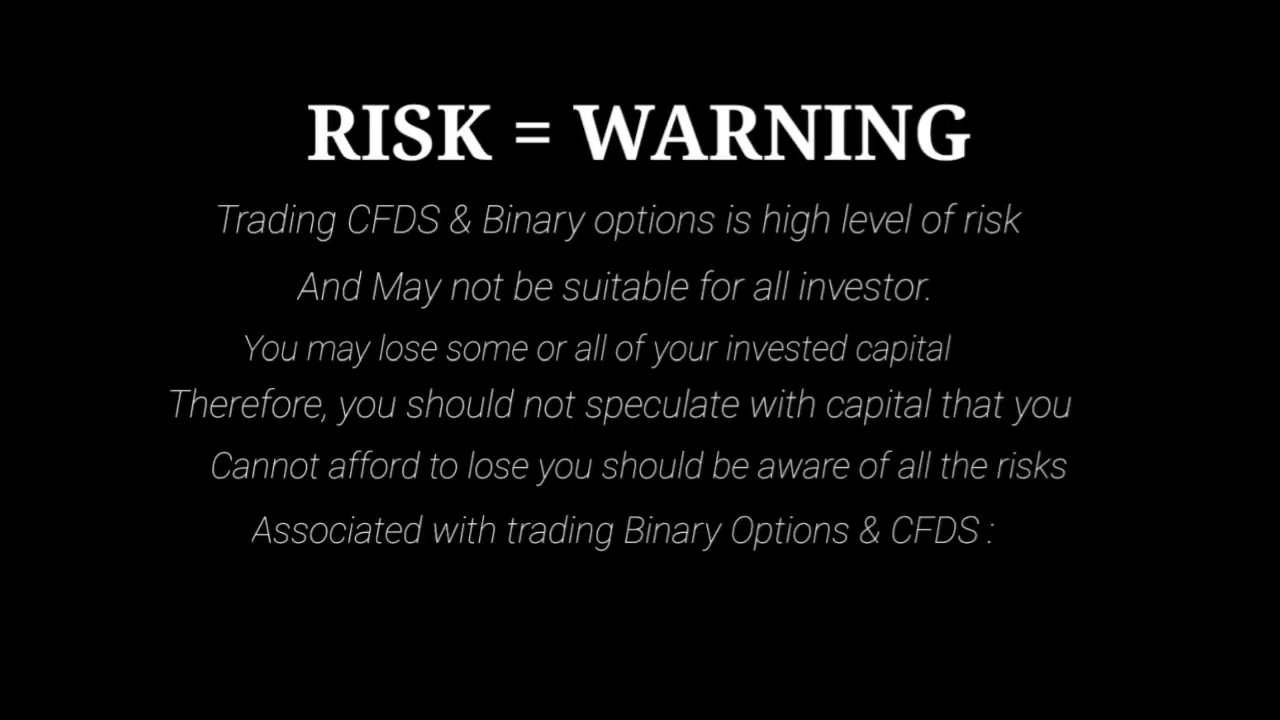 RISK = WARNING
Trading CFDS & Binary options is high level of risk
And May not be suitable for all investor.
You may lose some or all of your invested capital
Therefore, you should not speculate with capital that you
Cannot afford to lose you should be aware of all the risks
Associated with trading Binary Options & CFDS :